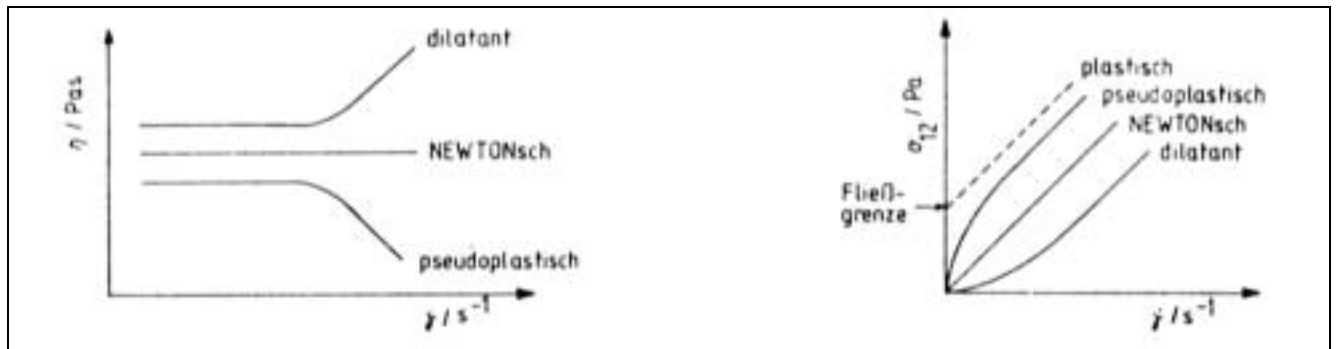 dilatant
η / Pas
NEWTONsch
pseudoplastisch
γ̇ / s⁻¹
plastisch
pseudoplastisch
σ₁₂ / Pa
NEWTONsch
dilatant
Fließ-
grenze
γ̇ / s⁻¹